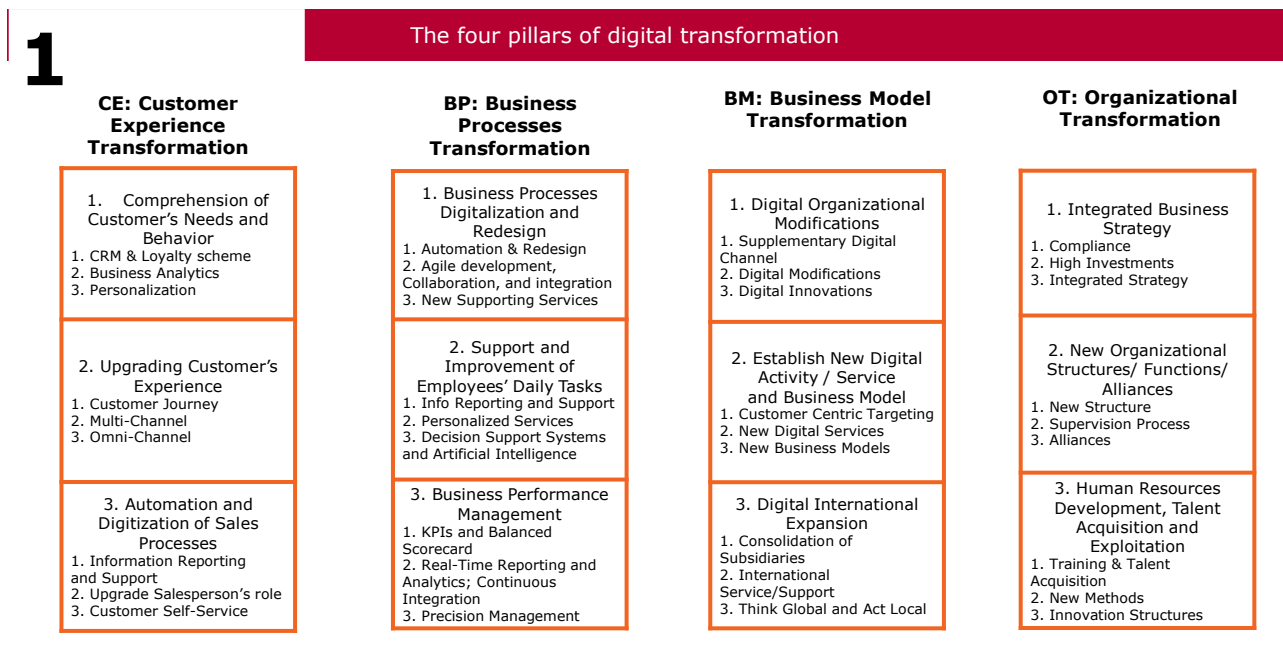 1
The four pillars of digital transformation
CE: Customer
Experience
Transformation
1. Comprehension of
Customer’s Needs and
Behavior
1. CRM & Loyalty scheme
2. Business Analytics
3. Personalization
2. Upgrading Customer’s
Experience
1. Customer Journey
2. Multi-Channel
3. Omni-Channel
3. Automation and
Digitization of Sales
Processes
1. Information Reporting
and Support
2. Upgrade Salesperson’s role
3. Customer Self-Service
BP: Business
Processes
Transformation
1. Business Processes
Digitalization and
Redesign
1. Automation & Redesign
2. Agile development,
Collaboration, and integration
3. New Supporting Services
2. Support and
Improvement of
Employees’ Daily Tasks
1. Info Reporting and Support
2. Personalized Services
3. Decision Support Systems
and Artificial Intelligence
3. Business Performance
Management
1. KPIs and Balanced
Scorecard
2. Real-Time Reporting and
Analytics; Continuous
Integration
3. Precision Management
BM: Business Model
Transformation
1. Digital Organizational
Modifications
1. Supplementary Digital
Channel
2. Digital Modifications
3. Digital Innovations
2. Establish New Digital
Activity / Service
and Business Model
1. Customer Centric Targeting
2. New Digital Services
3. New Business Models
3. Digital International
Expansion
1. Consolidation of
Subsidiaries
2. International
Service/Support
3. Think Global and Act Local
OT: Organizational
Transformation
1. Integrated Business
Strategy
1. Compliance
2. High Investments
3. Integrated Strategy
2. New Organizational
Structures/ Functions/
Alliances
1. New Structure
2. Supervision Process
3. Alliances
3. Human Resources
Development, Talent
Acquisition and
Exploitation
1. Training & Talent
Acquisition
2. New Methods
3. Innovation Structures